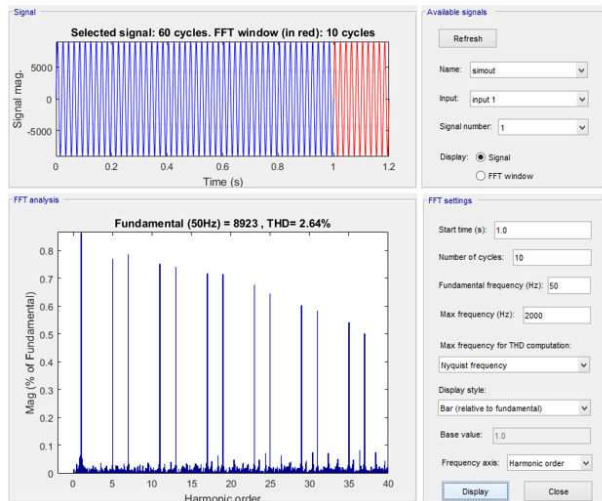 Signal
Selected signal: 60 cycles. FFT window (in red): 10 cycles
Signal mag.
5000
0
-5000
0 0.2 0.4 0.6 0.8 1 1.2
Time (s)
Available signals
Refresh
Name: simout
Input: input 1
Signal number: 1
Display: Signal
FFT window
FFT analysis
Fundamental (50Hz) = 8923 , THD= 2.64%
Mag (% of Fundamental)
0.8
0.7
0.6
0.5
0.4
0.3
0.2
0.1
0
0 5 10 15 20 25 30 35 40
Harmonic order
FFT settings
Start time (s): 1.0
Number of cycles: 10
Fundamental frequency (Hz): 50
Max frequency (Hz): 2000
Max frequency for THD computation:
Nyquist frequency
Display style:
Bar (relative to fundamental)
Base value: 1.0
Frequency axis: Harmonic order
Display Close